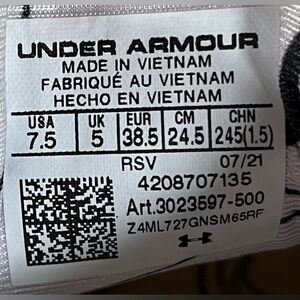 UNDER ARMOUR
MADE IN VIETNAM
FABRIQUÉ AU VIETNAM
HECHO EN VIETNAM
USA UK EUR CM CHN
7.5 5 38.5 24.5 245(1.5)
RSV 07/21
4208707135
Art.3023597-500
Z4ML727GNSM65RF